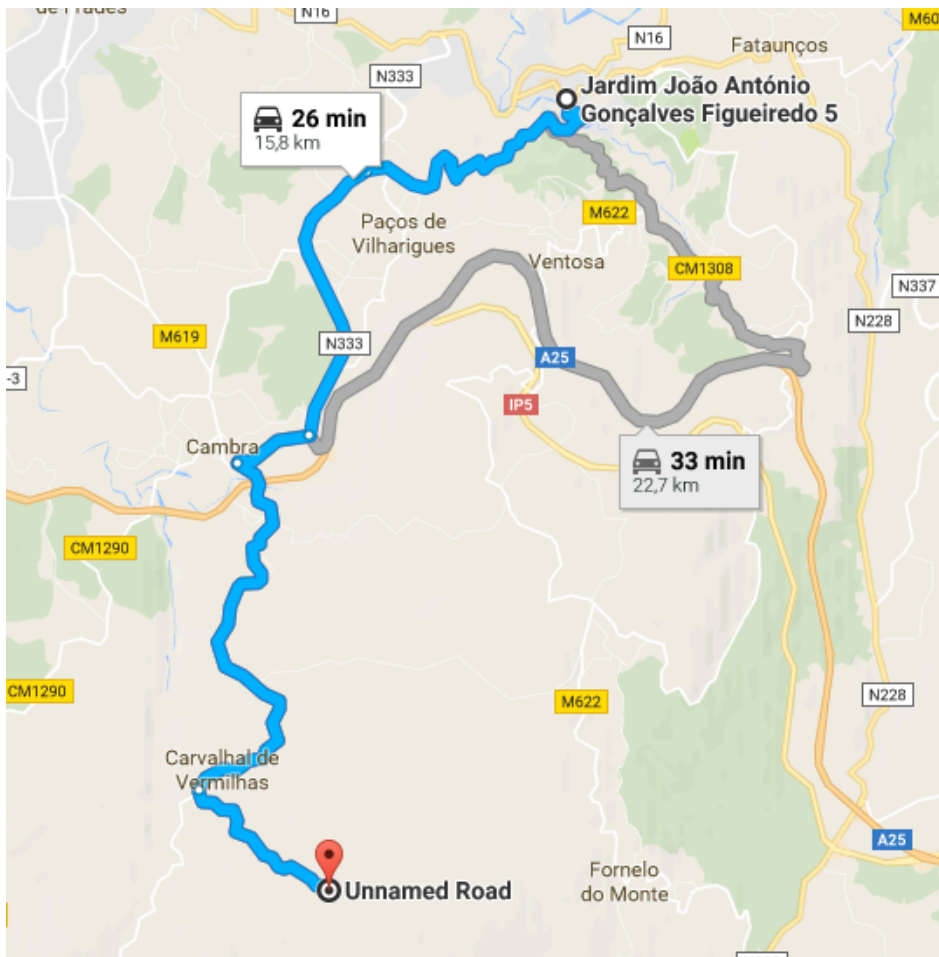 de Prades
N16
M60
N16
Fataunços
N333
Jardim João António
Gonçalves Figueiredo 5
26 min
15,8 km
M622
Paços de
Vilharigues
Ventosa
CM1308
N337
N228
M619
N333
A25
-3
IP5
Cambra
33 min
22,7 km
CM1290
CM1290
M622
N228
Carvalhal de
Vermilhas
A25
Fornelo
do Monte
Unnamed Road